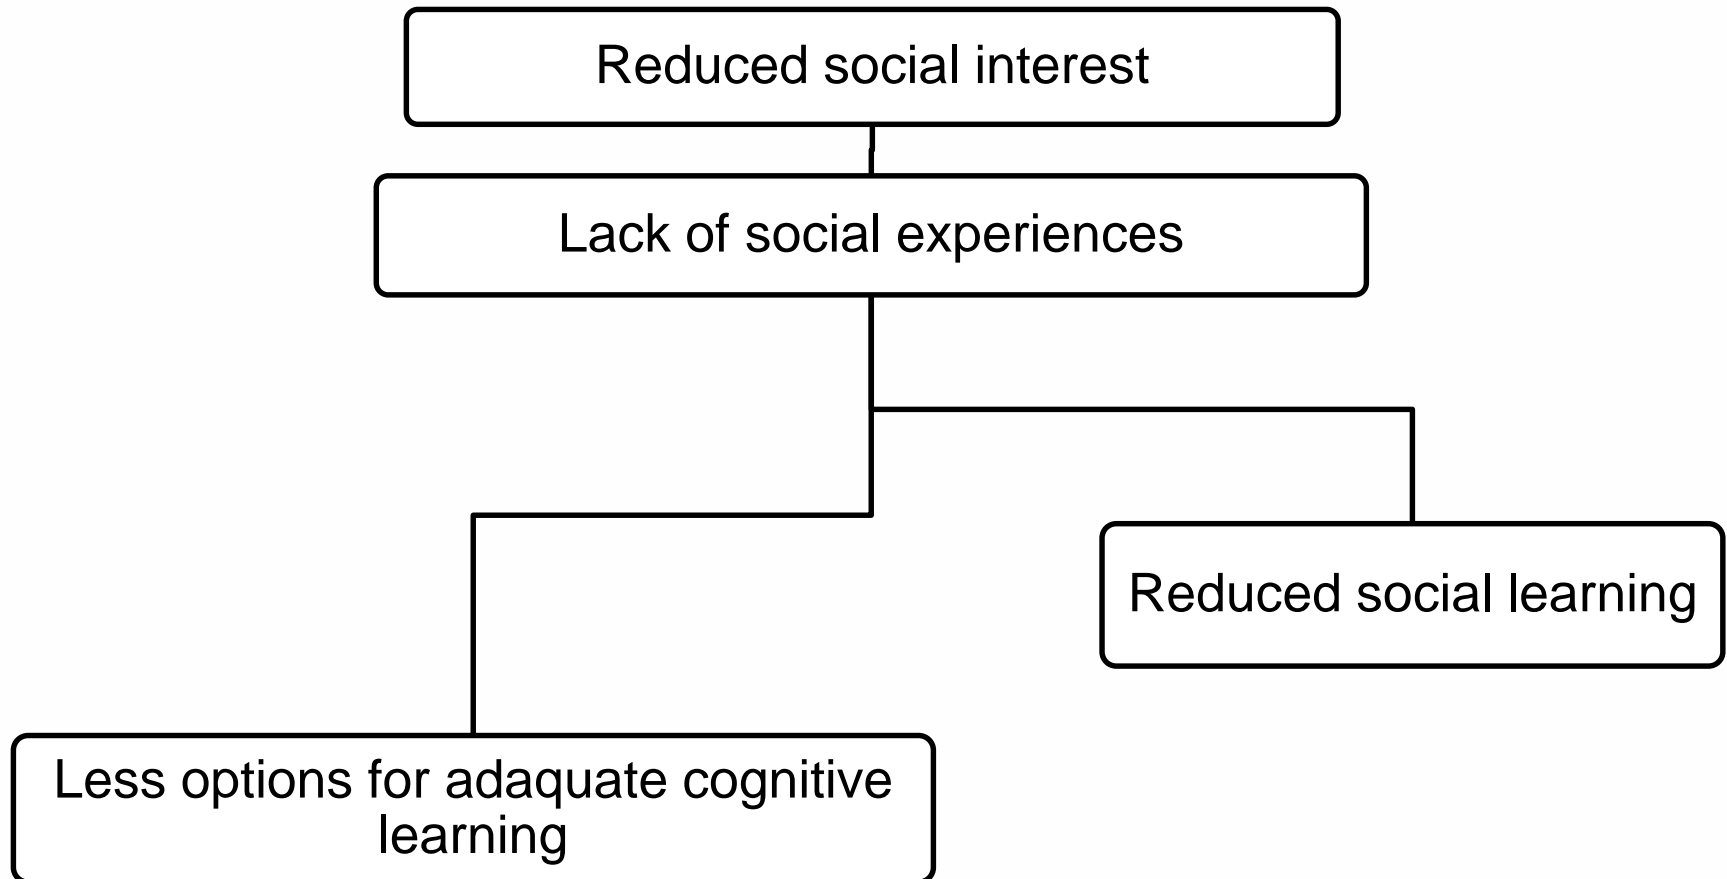 Reduced social interest
Lack of social experiences
Reduced social learning
Less options for adaquate cognitive
learning